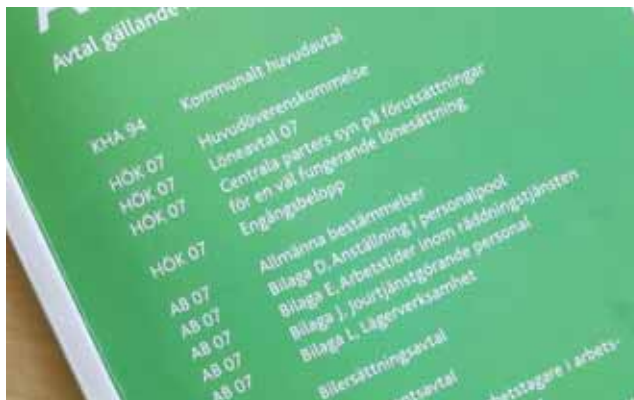 Avtal gällande
KHA 94 Kommunalt huvudavtal
HÖK 07 Huvudöverenskommelse
HÖK 07 Löneavtal 07
HÖK 07 Centrala parters syn på förutsättningar
för en väl fungerande lönesättning
HÖK 07 Engångsbelopp
AB 07 Allmänna bestämmelser
AB 07 Bilaga D. Anställning i personalpool
AB 07 Bilaga E. Arbetstider inom räddningstjänsten
AB 07 Bilaga J. Jourtjänstgörande personal
AB 07 Bilaga L. Lägerverksamhet
Bilersättningsavtal
i arbets-